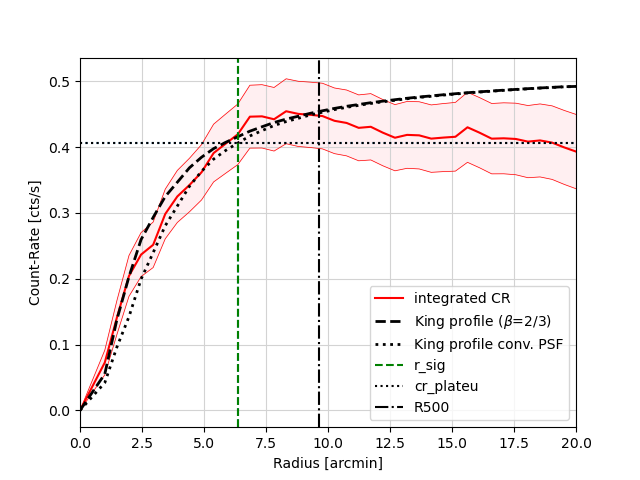 0.5
0.4
0.3
0.2
0.1
0.0
Count-Rate [cts/s]
integrated CR
King profile (β=2/3)
King profile conv. PSF
r_sig
cr_plateu
R500
0.0 2.5 5.0 7.5 10.0 12.5 15.0 17.5 20.0
Radius [arcmin]